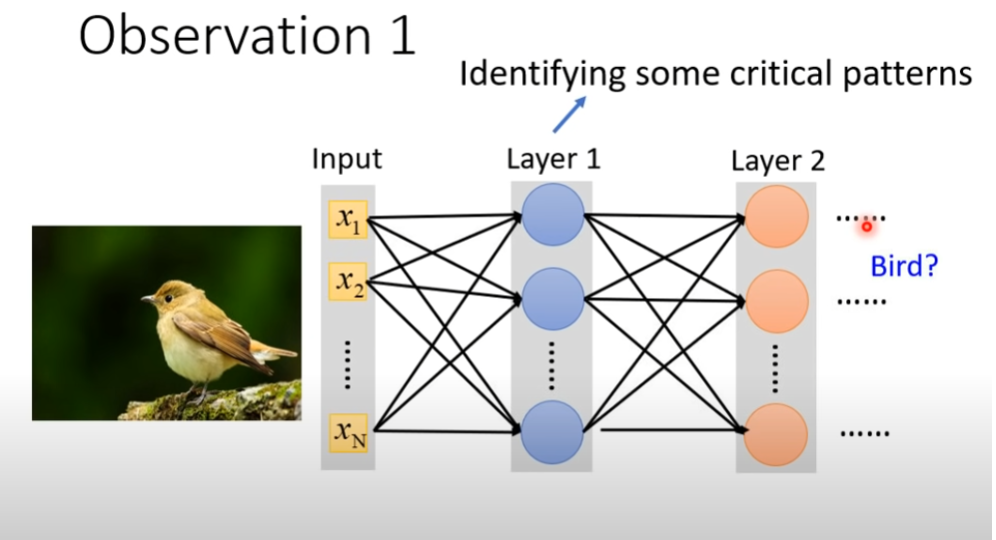 Observation 1
Identifying some critical patterns
Input
Layer 1
Layer 2
x1
x2
xN
......
Bird?
......
......